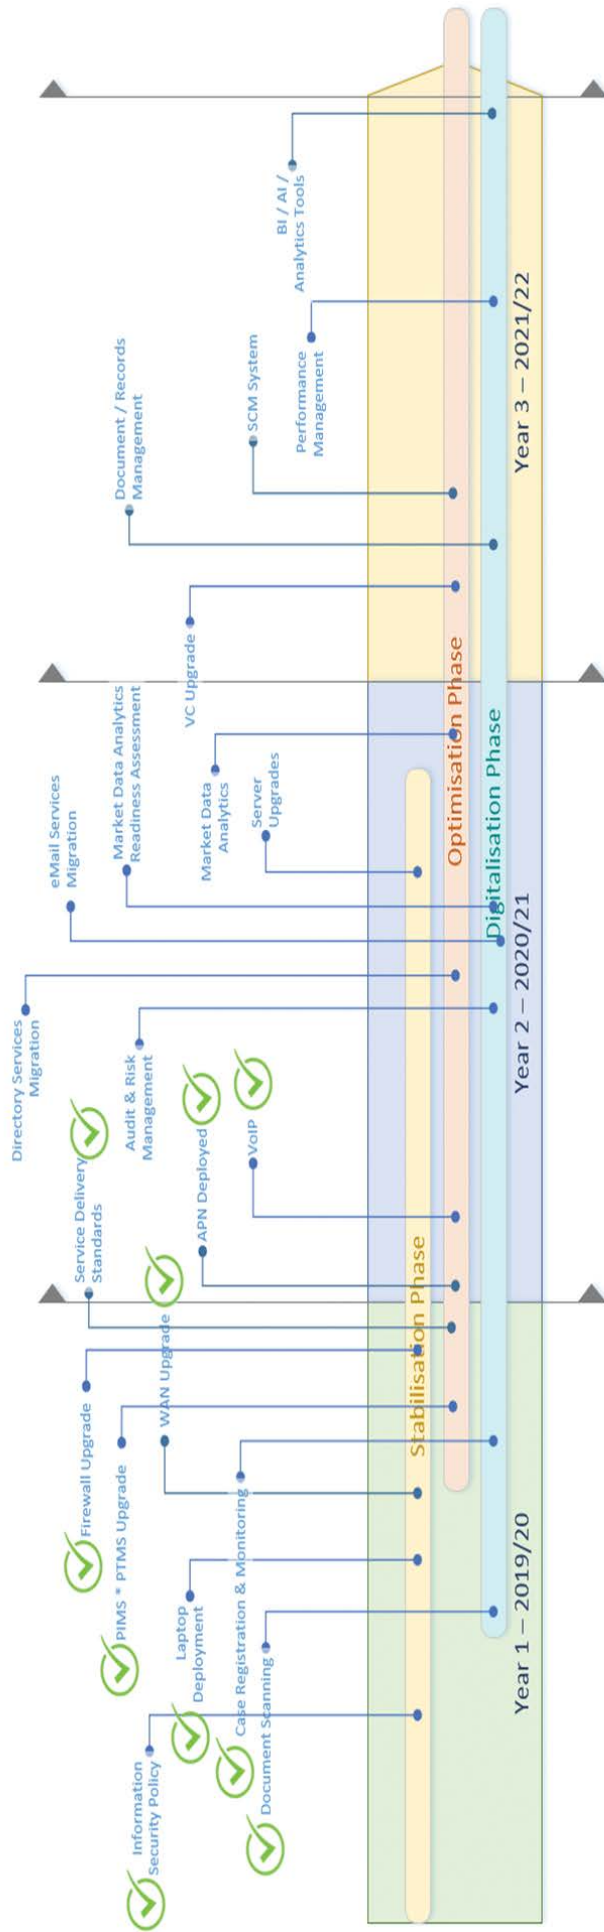 Directory Services
Migration
eMail Services
Migration
Service Delivery
Standards
Firewall Upgrade
PIMS * PTMS Upgrade
Market Data Analytics
Readiness Assessment
Document / Records
Management
Audit & Risk
Management
Information
Security Policy
WAN Upgrade
Laptop
Deployment
VC Upgrade
APN Deployed
Market Data
Analytics
Case Registration & Monitoring
VoIP
SCM System
Document Scanning
Server
Upgrades
BI / AI /
Analytics Tools
Performance
Management
Stabilisation Phase
Optimisation Phase
Digitalisation Phase
Year 1 – 2019/20
Year 2 – 2020/21
Year 3 – 2021/22